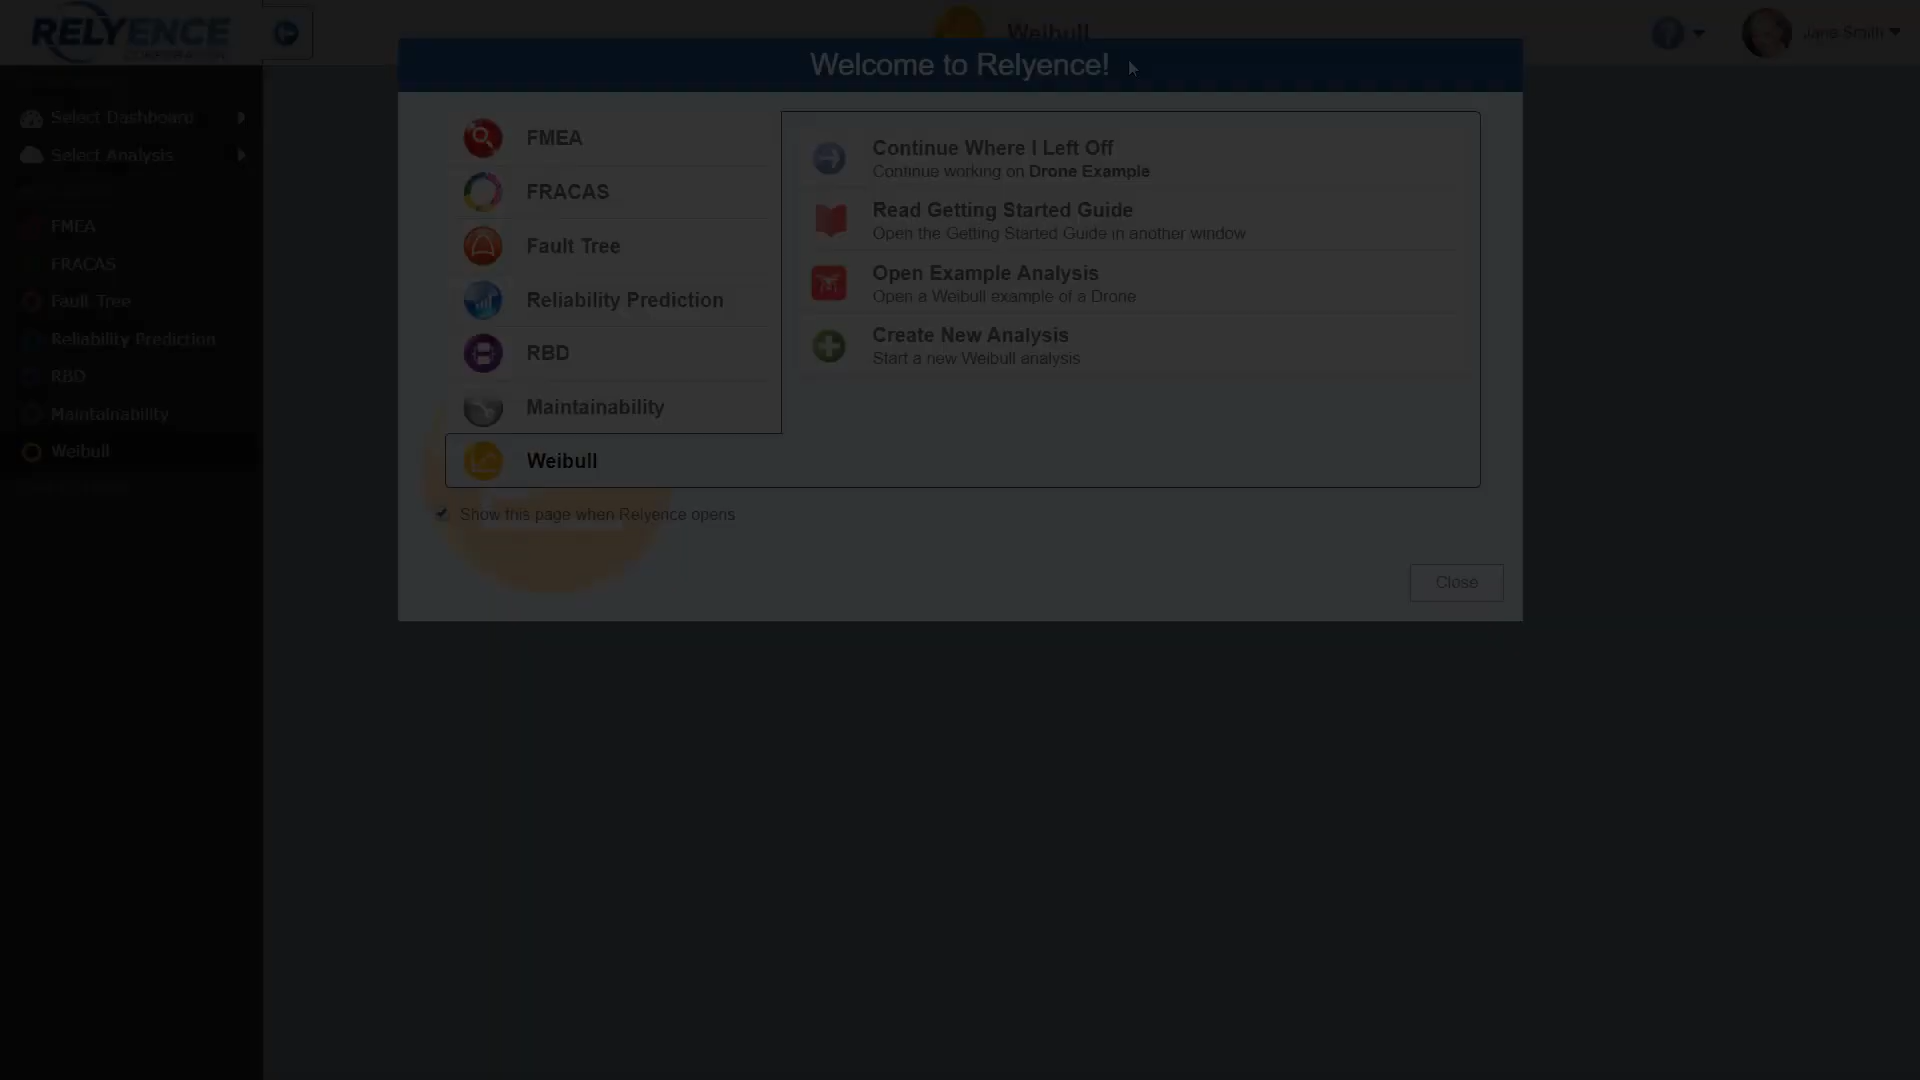 RELYENCE
CORPORATION
Weibull
Jane Smith
Select Dashboard
Select Analysis
FMEA
FRACAS
Fault Tree
Reliability Prediction
RBD
Maintainability
Weibull
Welcome to Relyence!
FMEA
FRACAS
Fault Tree
Reliability Prediction
RBD
Maintainability
Weibull
Continue Where I Left Off
Continue working on Drone Example
Read Getting Started Guide
Open the Getting Started Guide in another window
Open Example Analysis
Open a Weibull example of a Drone
Create New Analysis
Start a new Weibull analysis
Show this page when Relyence opens
Close